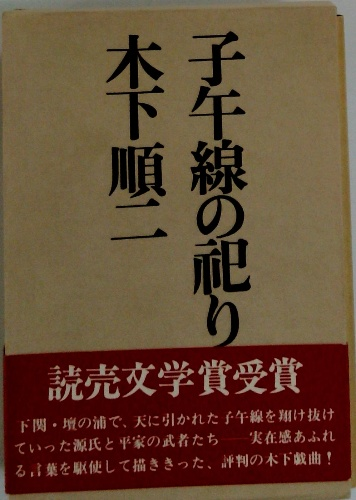 子午線の祀り
木下順二
読売文学賞受賞
下関・壇の浦で、天に引かれた子午線を翔け抜け
ていった源氏と平家の武者たち――実在感あふれ
る言葉を駆使して描ききった、評判の木下戯曲！